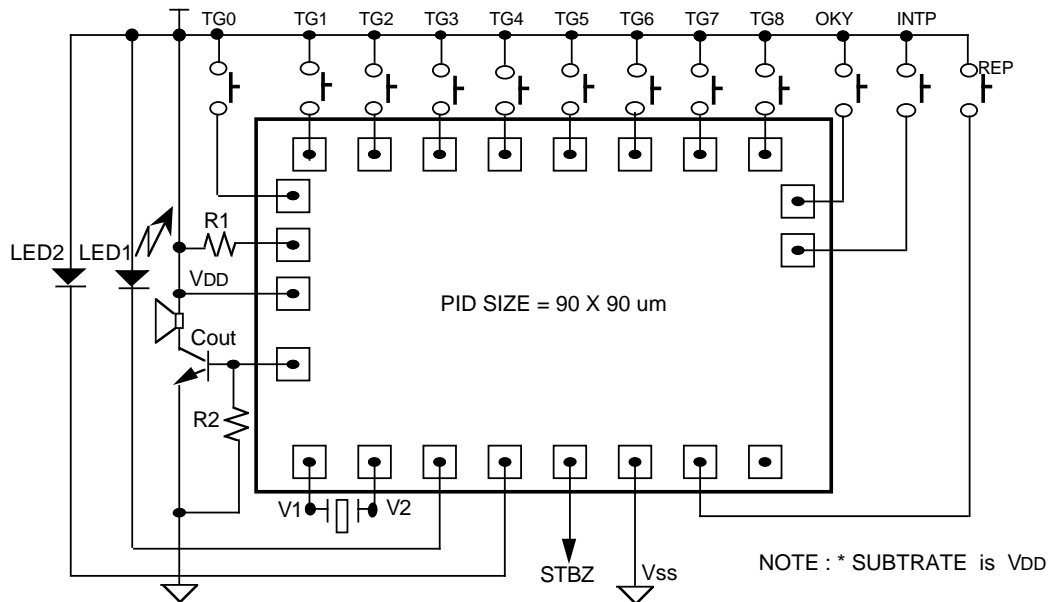 TG0 TG1 TG2 TG3 TG4 TG5 TG6 TG7 TG8 OKY INTP
REP
R1
LED2 LED1
VDD
PID SIZE = 90 X 90 um
Cout
R2
V1 V2
STBZ
Vss
NOTE : * SUBTRATE is VDD